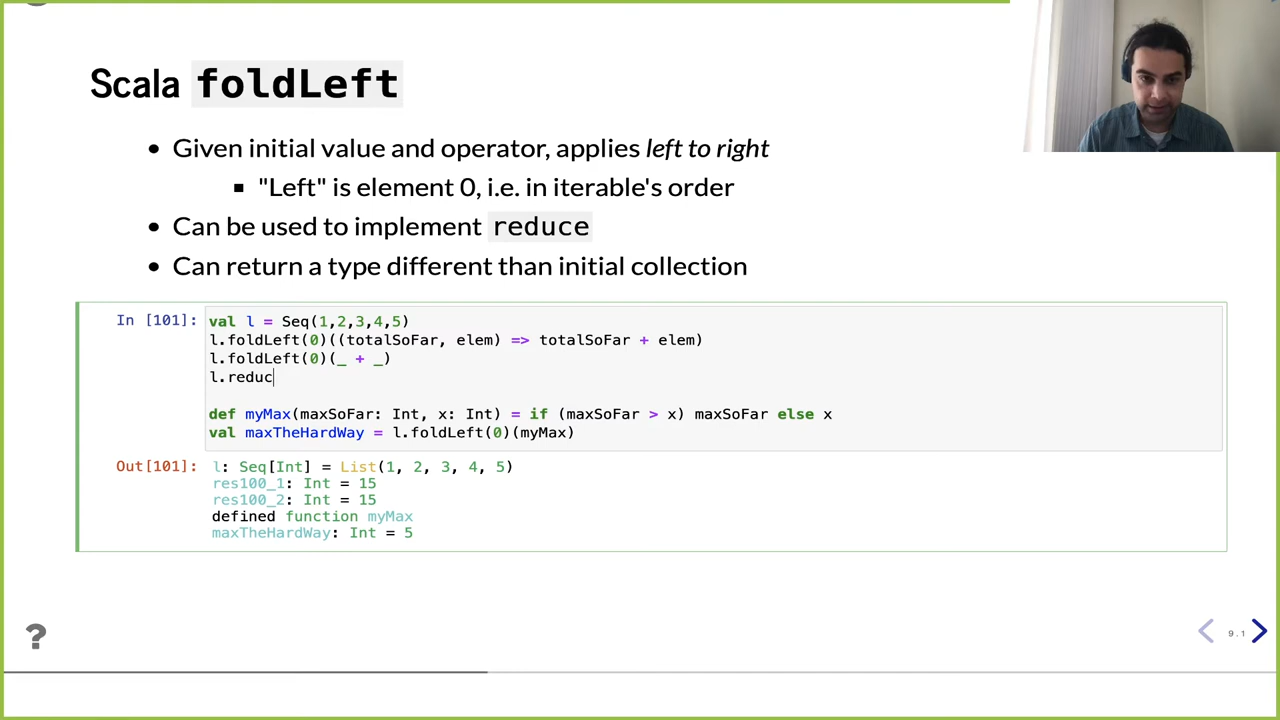 Scala foldLeft
• Given initial value and operator, applies left to right
▪ "Left" is element 0, i.e. in iterable's order
• Can be used to implement reduce
• Can return a type different than initial collection
In [101]: val l = Seq(1,2,3,4,5)
l.foldLeft(0)((totalSoFar, elem) => totalSoFar + elem)
l.foldLeft(0)(_ + _)
l.reduc
def myMax(maxSoFar: Int, x: Int) = if (maxSoFar > x) maxSoFar else x
val maxTheHardWay = l.foldLeft(0)(myMax)
Out[101]: l: Seq[Int] = List(1, 2, 3, 4, 5)
res100_1: Int = 15
res100_2: Int = 15
defined function myMax
maxTheHardWay: Int = 5
?
9.1